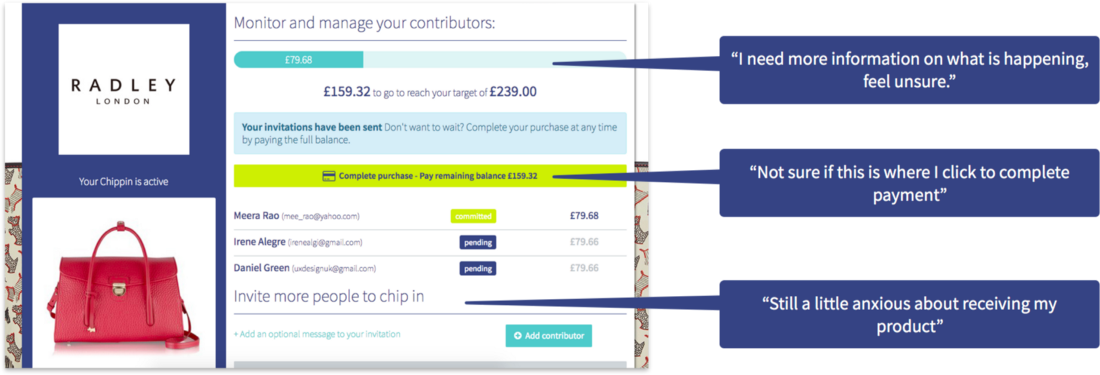 RADLEY
LONDON
Your Chippin is active
Monitor and manage your contributors:
£79.68
£159.32 to go to reach your target of £239.00
Your invitations have been sent Don't want to wait? Complete your purchase at any time
by paying the full balance.
Complete purchase - Pay remaining balance £159.32
Meera Rao (mee_rao@yahoo.com) committed £79.68
Irene Alegre (irenealgi@gmail.com) pending £79.66
Daniel Green (uxdesignuk@gmail.com) pending £79.66
Invite more people to chip in
+ Add an optional message to your invitation
Add contributor
“I need more information on what is happening,
feel unsure.”
“Not sure if this is where I click to complete
payment”
“Still a little anxious about receiving my
product”